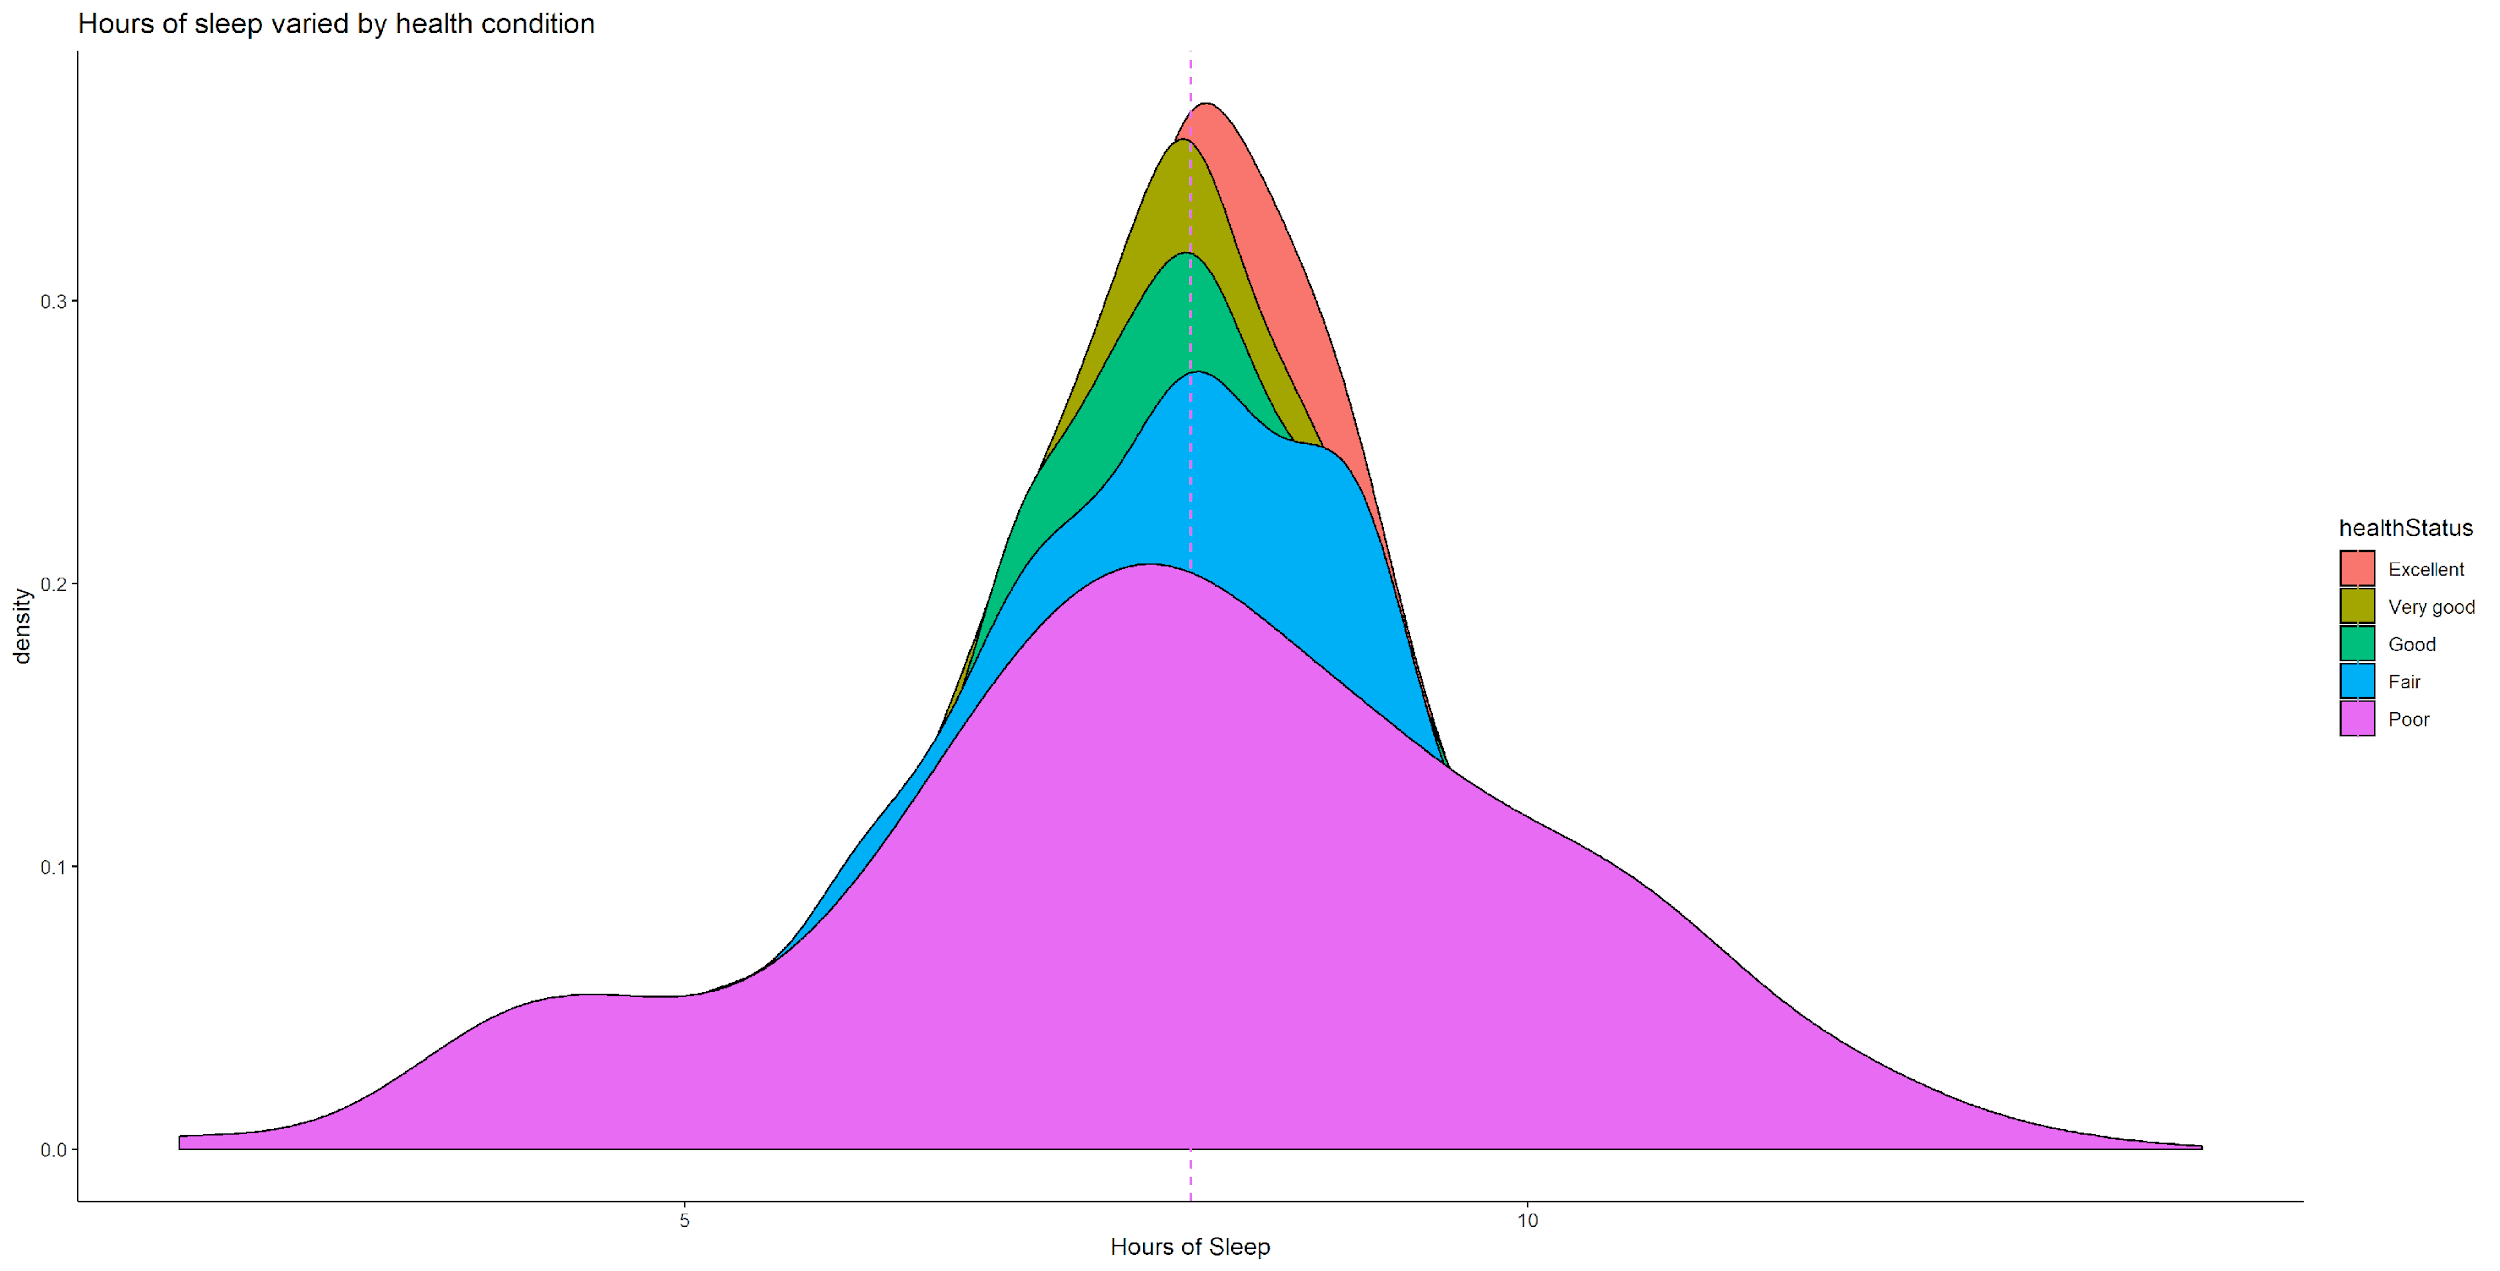 Hours of sleep varied by health condition
density
0.3
0.2
0.1
0.0
5
10
Hours of Sleep
healthStatus
Excellent
Very good
Good
Fair
Poor